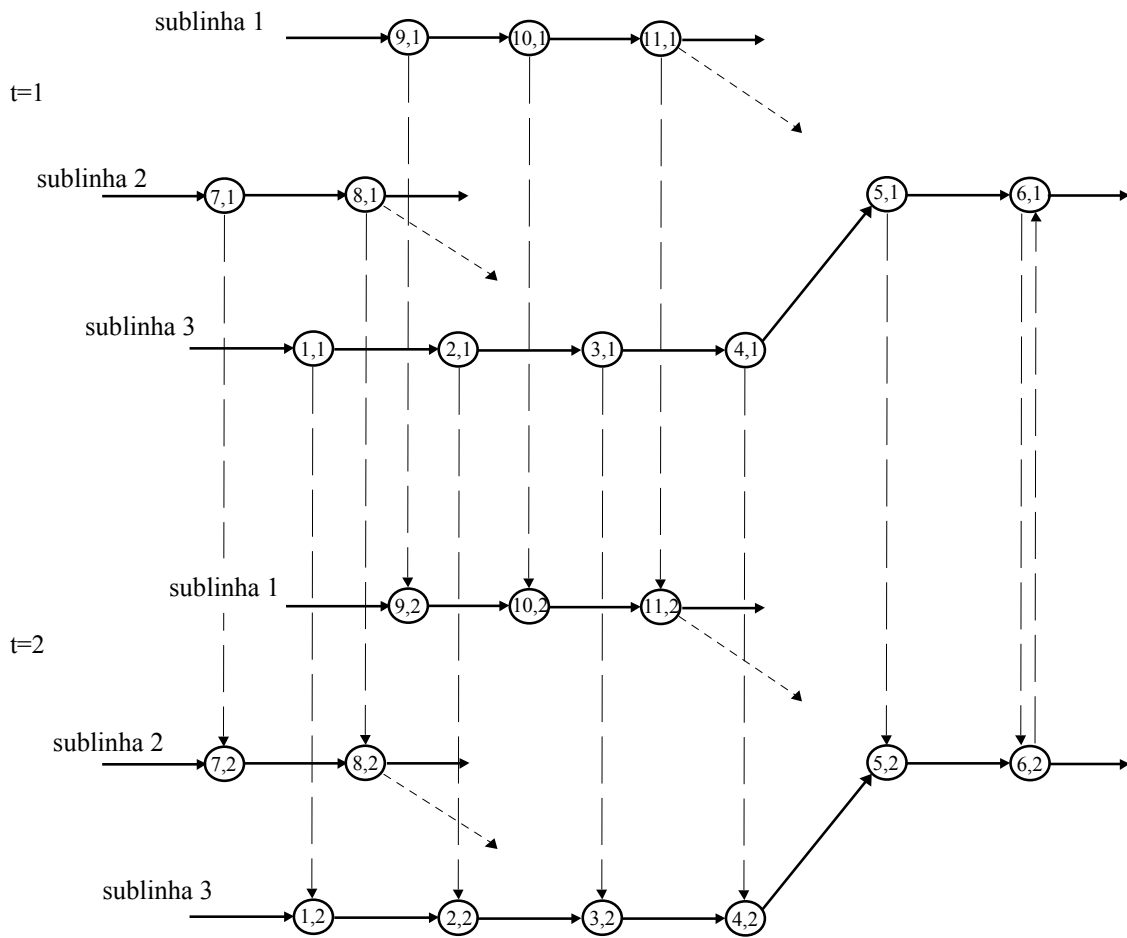 sublinha 1
9,1 10,1 11,1
t=1
sublinha 2
7,1 8,1 5,1 6,1
sublinha 3
1,1 2,1 3,1 4,1
sublinha 1
9,2 10,2 11,2
t=2
sublinha 2
7,2 8,2 5,2 6,2
sublinha 3
1,2 2,2 3,2 4,2